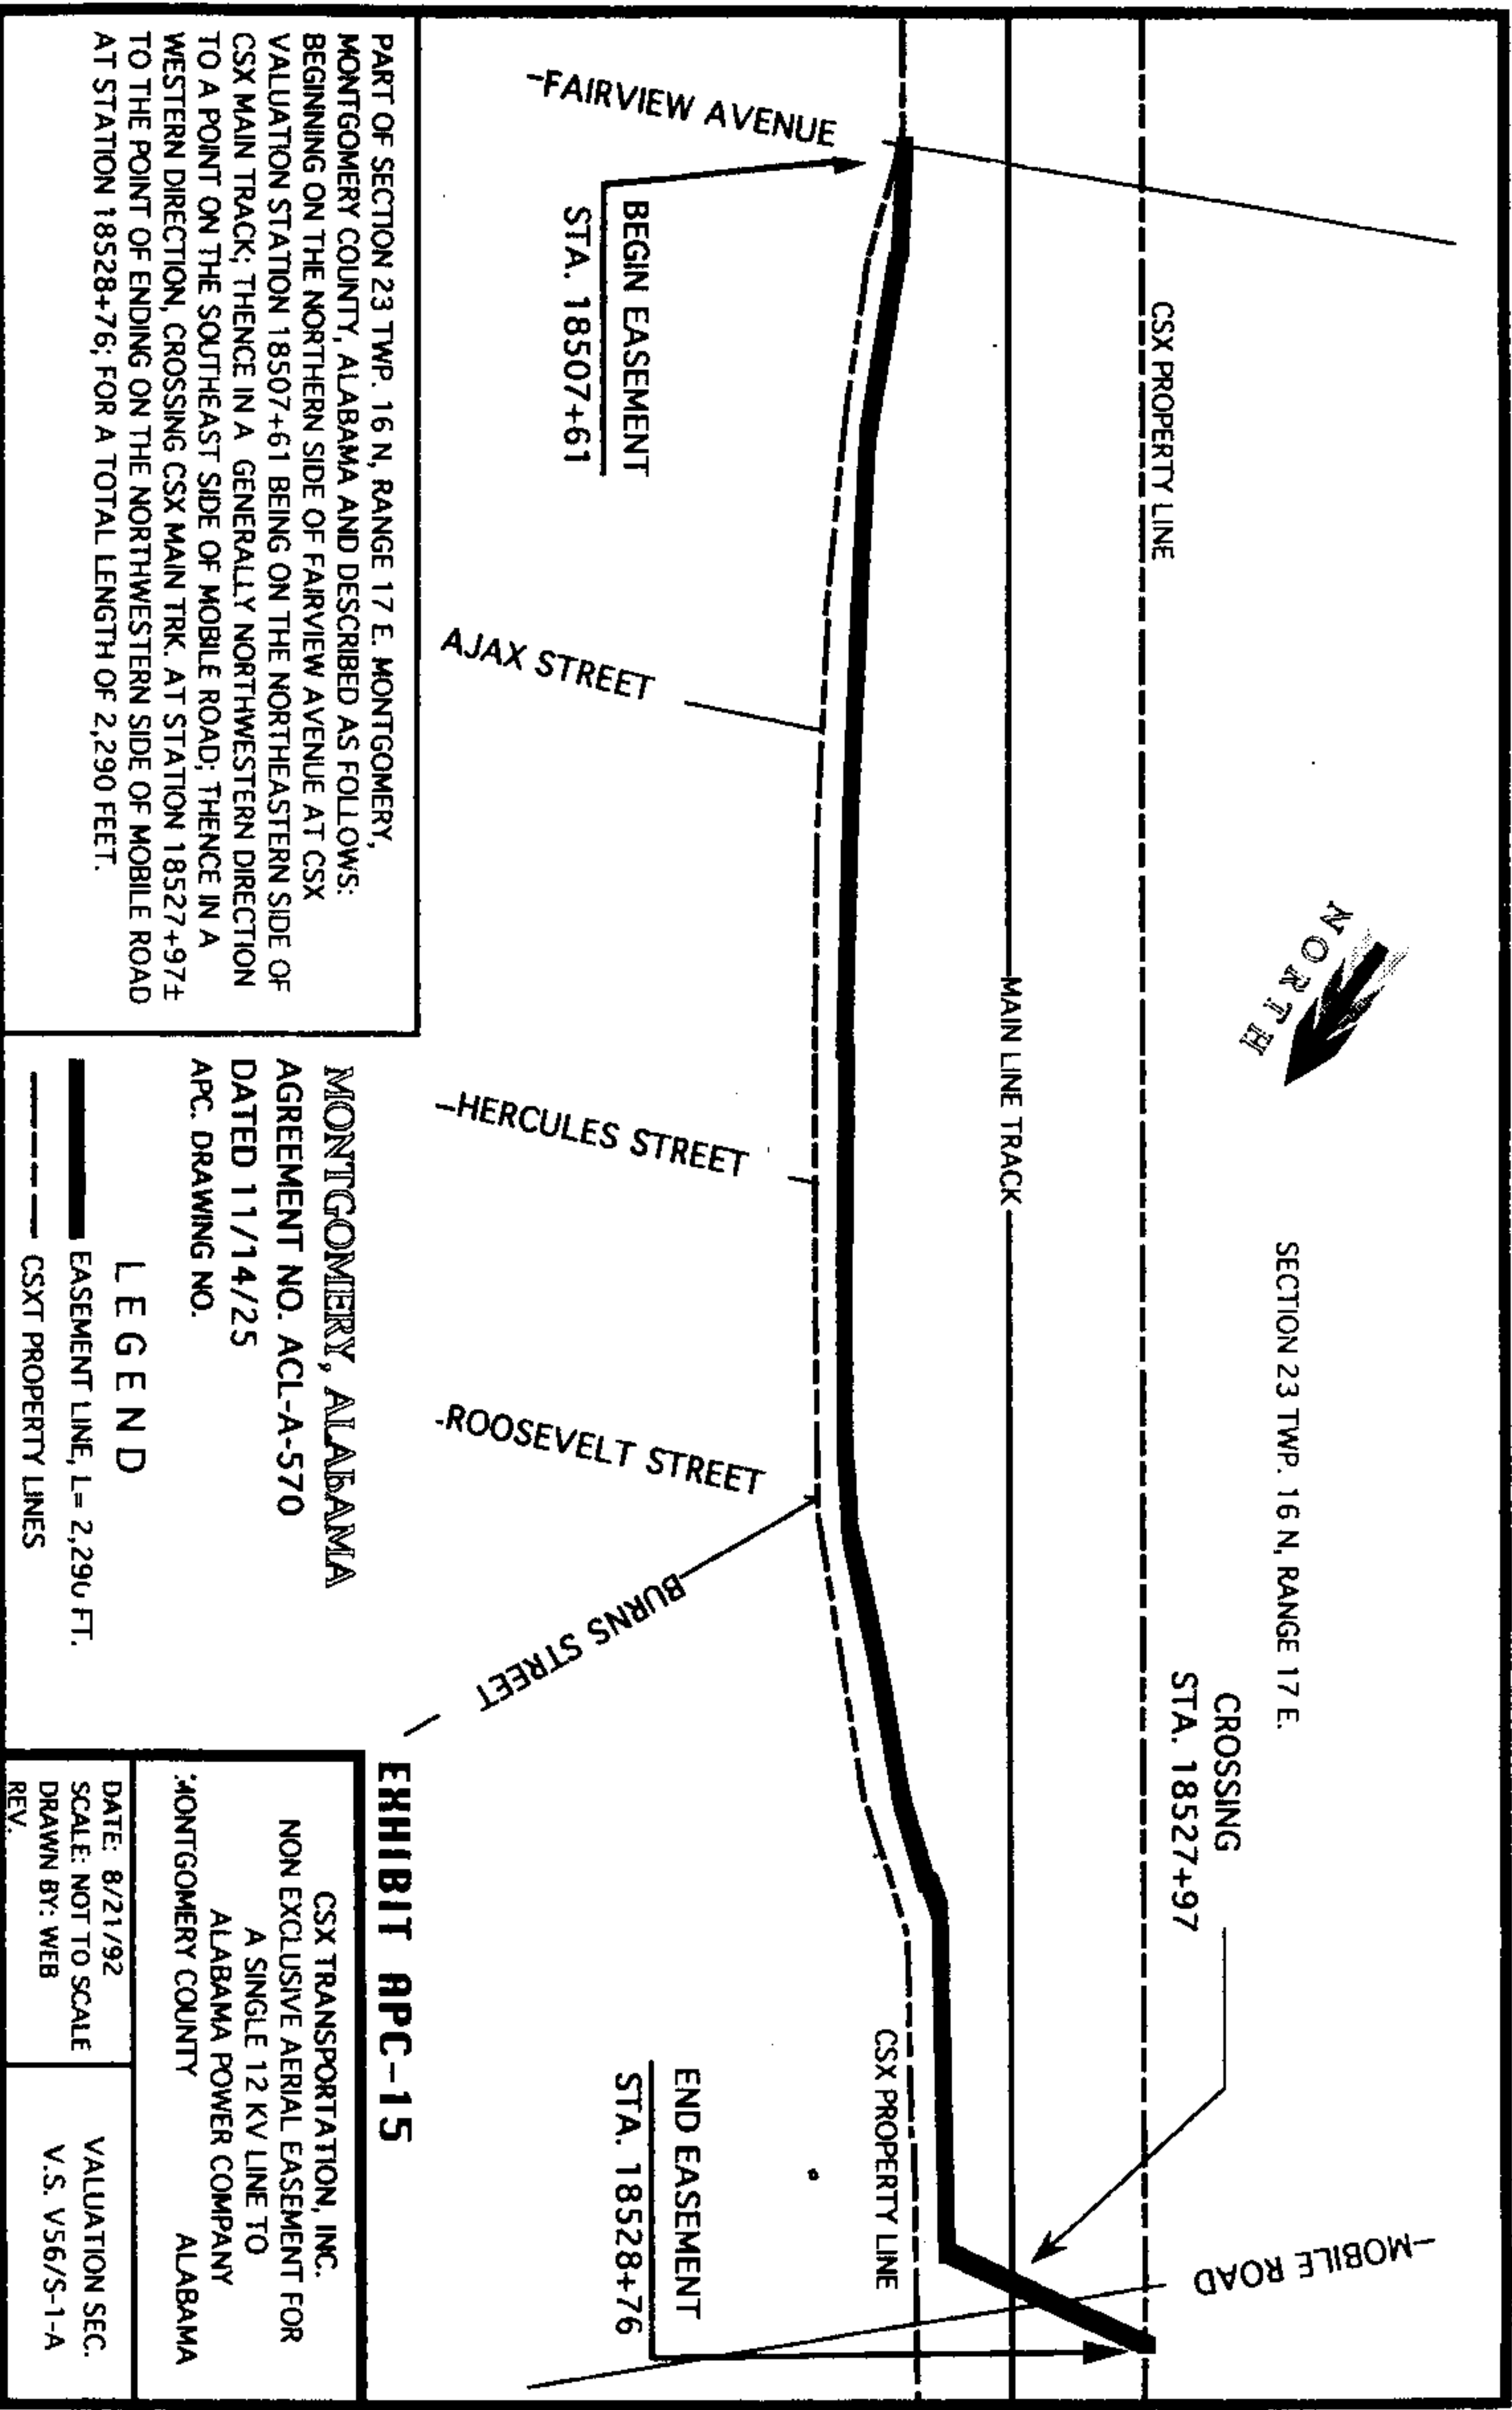 SECTION 23 TWP. 16 N, RANGE 17 E.
NORTH
CROSSING
STA. 18527+97
CSX PROPERTY LINE
MOBILE ROAD
MAIN LINE TRACK
FAIRVIEW AVENUE
CSX PROPERTY LINE
BEGIN EASEMENT
STA. 18507+61
AJAX STREET
HERCULES STREET
ROOSEVELT STREET
BURNS STREET
END EASEMENT
STA. 18528+76
PART OF SECTION 23 TWP. 16 N, RANGE 17 E. MONTGOMERY,
MONTGOMERY COUNTY, ALABAMA AND DESCRIBED AS FOLLOWS:
BEGINNING ON THE NORTHERN SIDE OF FAIRVIEW AVENUE AT CSX
VALUATION STATION 18507+61 BEING ON THE NORTHEASTERN SIDE OF
CSX MAIN TRACK; THENCE IN A GENERALLY NORTHWESTERN DIRECTION
TO A POINT ON THE SOUTHEAST SIDE OF MOBILE ROAD; THENCE IN A
WESTERN DIRECTION, CROSSING CSX MAIN TRK. AT STATION 18527+97±
TO THE POINT OF ENDING ON THE NORTHWESTERN SIDE OF MOBILE ROAD
AT STATION 18528+76; FOR A TOTAL LENGTH OF 2,290 FEET.
MONTGOMERY, ALABAMA
AGREEMENT NO. ACL-A-570
DATED 11/14/25
APC. DRAWING NO.
LEGEND
EASEMENT LINE, L= 2,290 FT.
CSXT PROPERTY LINES
EXHIBIT APC-15
CSX TRANSPORTATION, INC.
NON EXCLUSIVE AERIAL EASEMENT FOR
A SINGLE 12 KV LINE TO
ALABAMA POWER COMPANY
MONTGOMERY COUNTY ALABAMA
DATE: 8/21/92
SCALE: NOT TO SCALE
DRAWN BY: WEB
REV.
VALUATION SEC.
V.S. V56/S-1-A